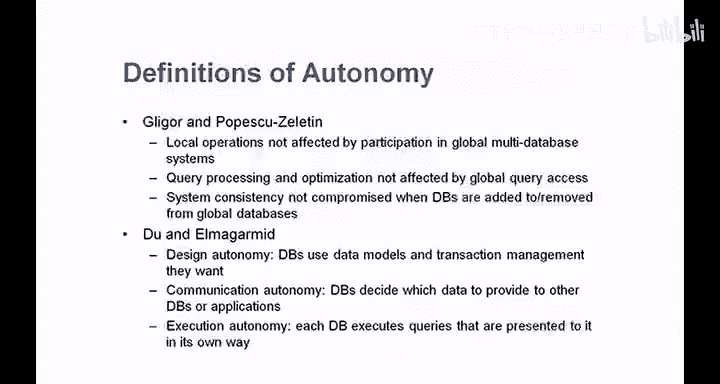 bilibili
Definitions of Autonomy
• Gligor and Popescu-Zeletin
– Local operations not affected by participation in global multi-database
systems
– Query processing and optimization not affected by global query access
– System consistency not compromised when DBs are added to/removed
from global databases
• Du and Elmagarmid
– Design autonomy: DBs use data models and transaction management
they want
– Communication autonomy: DBs decide which data to provide to other
DBs or applications
– Execution autonomy: each DB executes queries that are presented to it
in its own way